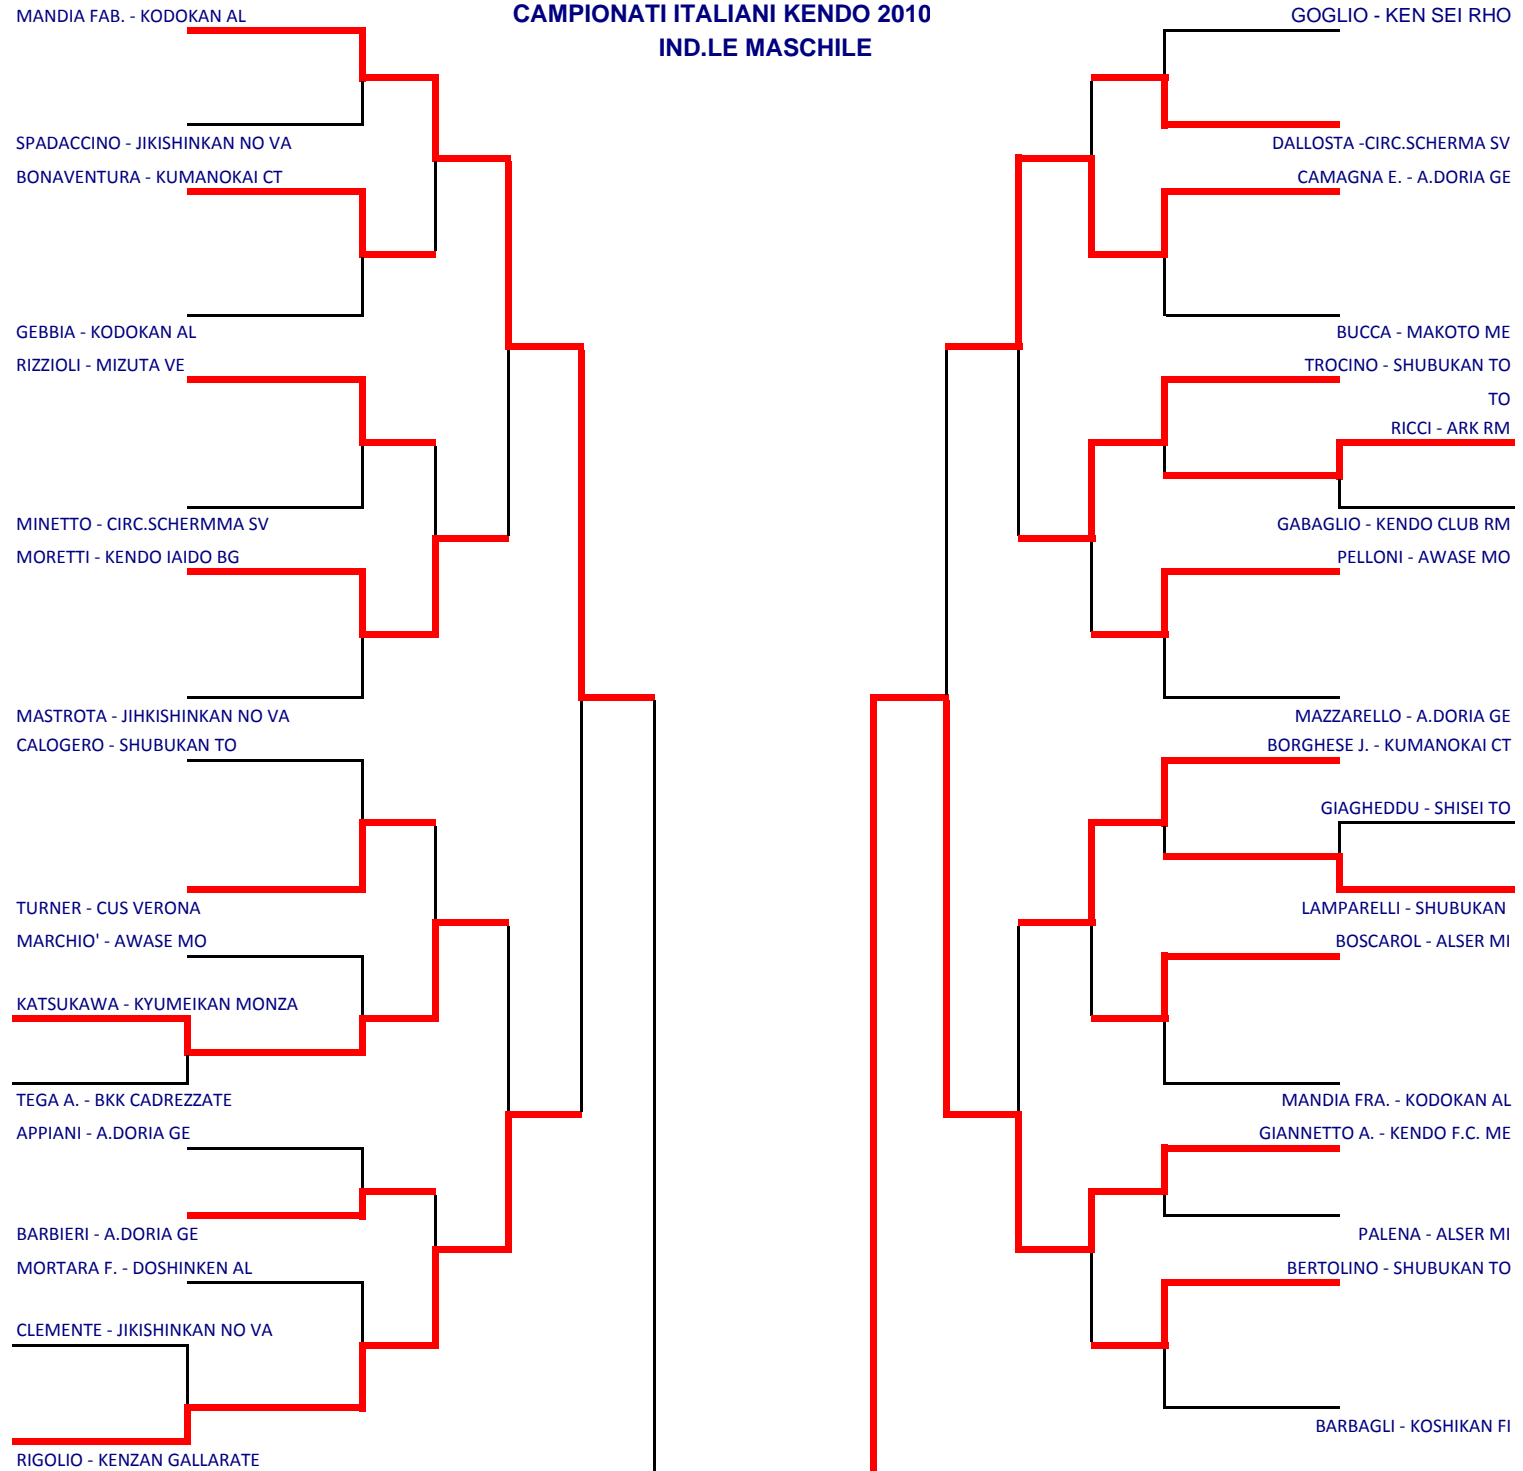 CAMPIONATI ITALIANI KENDO 2010
IND.LE MASCHILE
MANDIA FAB. - KODOKAN AL
SPADACCINO - JIKISHINKAN NO VA
BONAVENTURA - KUMANOKAI CT
GEBBIA - KODOKAN AL
RIZZIOLI - MIZUTA VE
MINETTO - CIRC.SCHERMMA SV
MORETTI - KENDO IAIDO BG
MASTROTA - JIHKISHINKAN NO VA
CALOGERO - SHUBUKAN TO
TURNER - CUS VERONA
MARCHIO' - AWASE MO
KATSUKAWA - KYUMEIKAN MONZA
TEGA A. - BKK CADREZZATE
APPIANI - A.DORIA GE
BARBIERI - A.DORIA GE
MORTARA F. - DOSHINKEN AL
CLEMENTE - JIKISHINKAN NO VA
RIGOLIO - KENZAN GALLARATE
GOGLIO - KEN SEI RHO
DALLOSTA -CIRC.SCHERMA SV
CAMAGNA E. - A.DORIA GE
BUCCA - MAKOTO ME
TROCINO - SHUBUKAN TO
TO
RICCI - ARK RM
GABAGLIO - KENDO CLUB RM
PELLONI - AWASE MO
MAZZARELLO - A.DORIA GE
BORGHESE J. - KUMANOKAI CT
GIAGHEDDU - SHISEI TO
LAMPARELLI - SHUBUKAN
BOSCAROL - ALSER MI
MANDIA FRA. - KODOKAN AL
GIANNETTO A. - KENDO F.C. ME
PALENA - ALSER MI
BERTOLINO - SHUBUKAN TO
BARBAGLI - KOSHIKAN FI